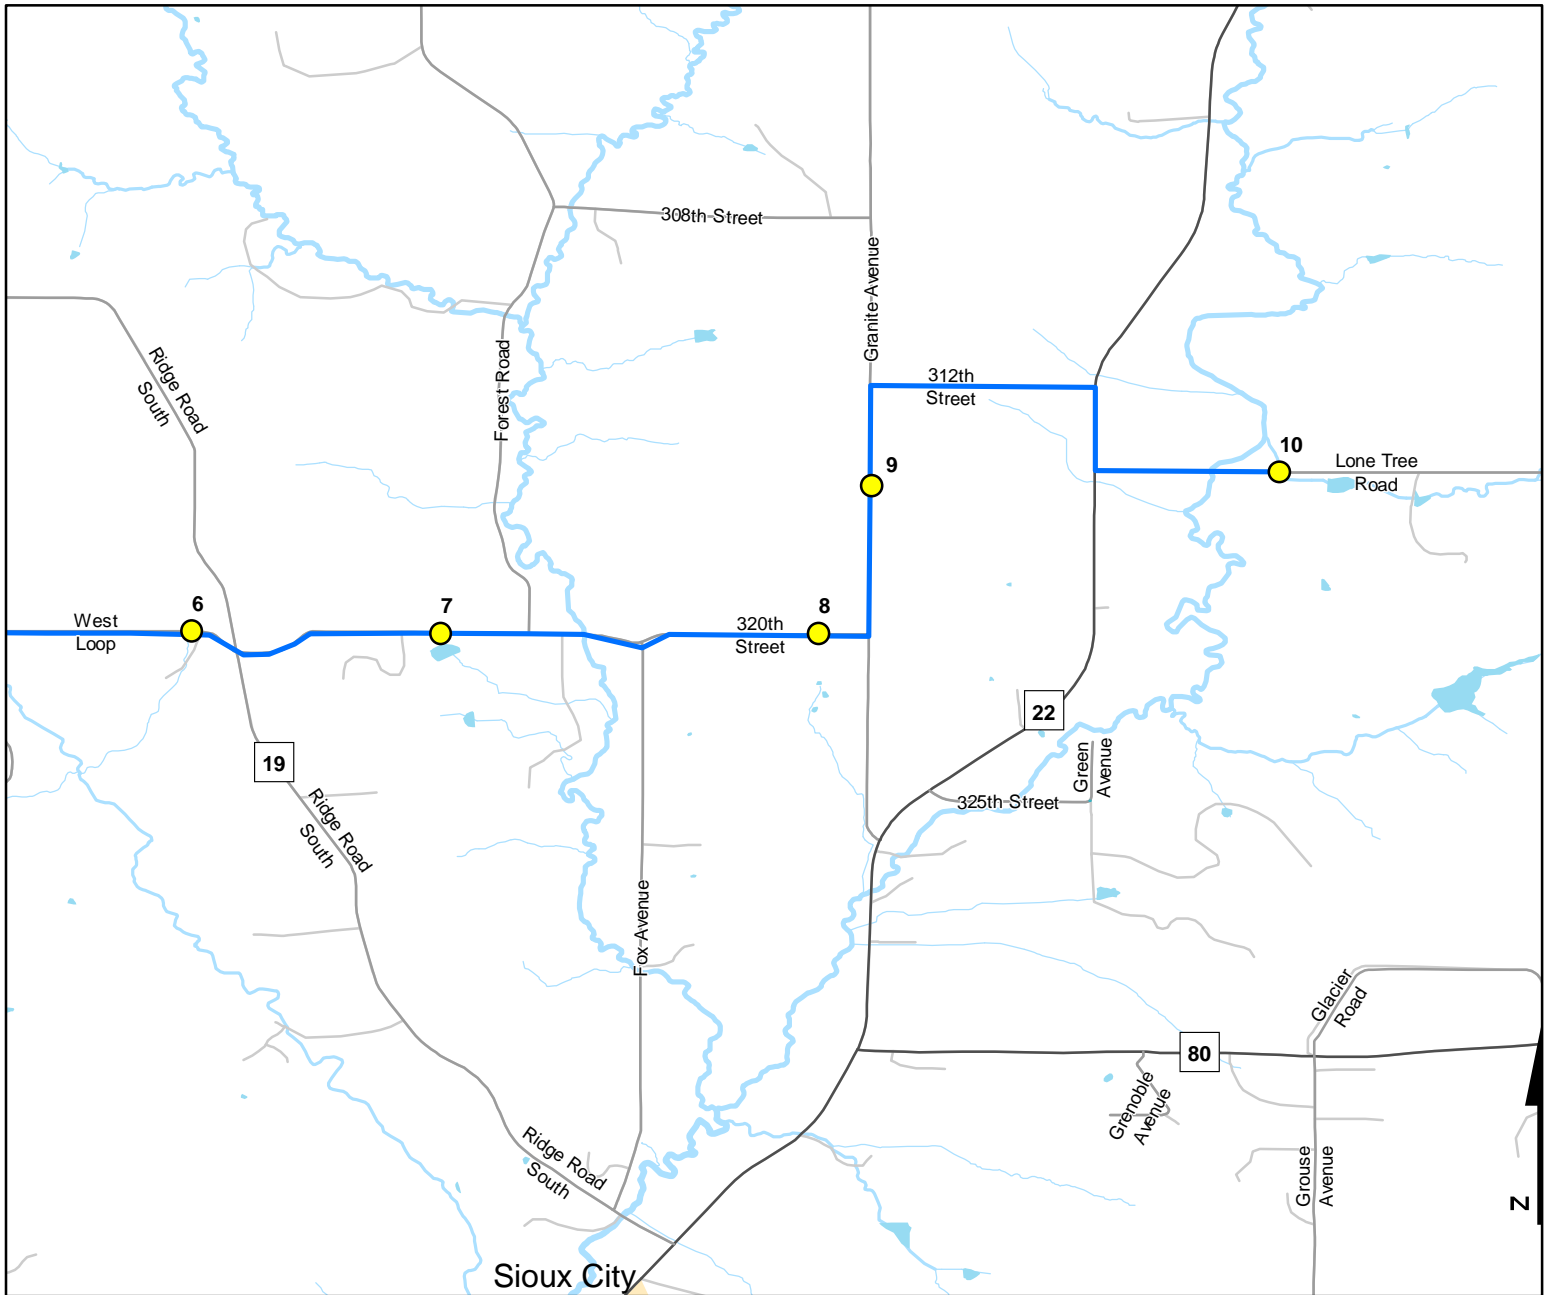 308th Street
Granite Avenue
Ridge Road
South
Forest Road
312th
Street
10
9
Lone Tree
Road
6
7
8
West
Loop
320th
Street
22
19
Green
Avenue
325th Street
Ridge Road
South
Fox Avenue
Glacier
Road
80
Grenoble
Avenue
Ridge Road
South
Grouse
Avenue
N
Sioux City